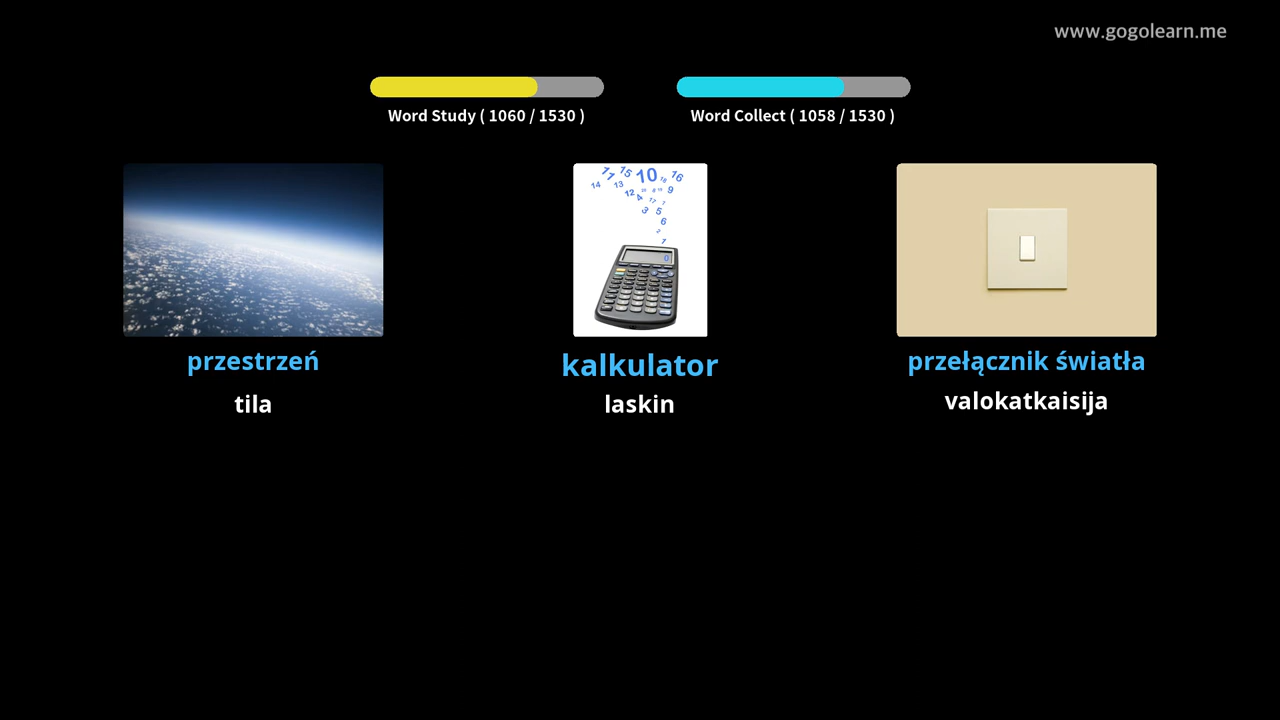 www.gogolearn.me
Word Study ( 1060 / 1530 )
Word Collect ( 1058 / 1530 )
przestrzeń
kalkulator
przełącznik światła
tila
laskin
valokatkaisija